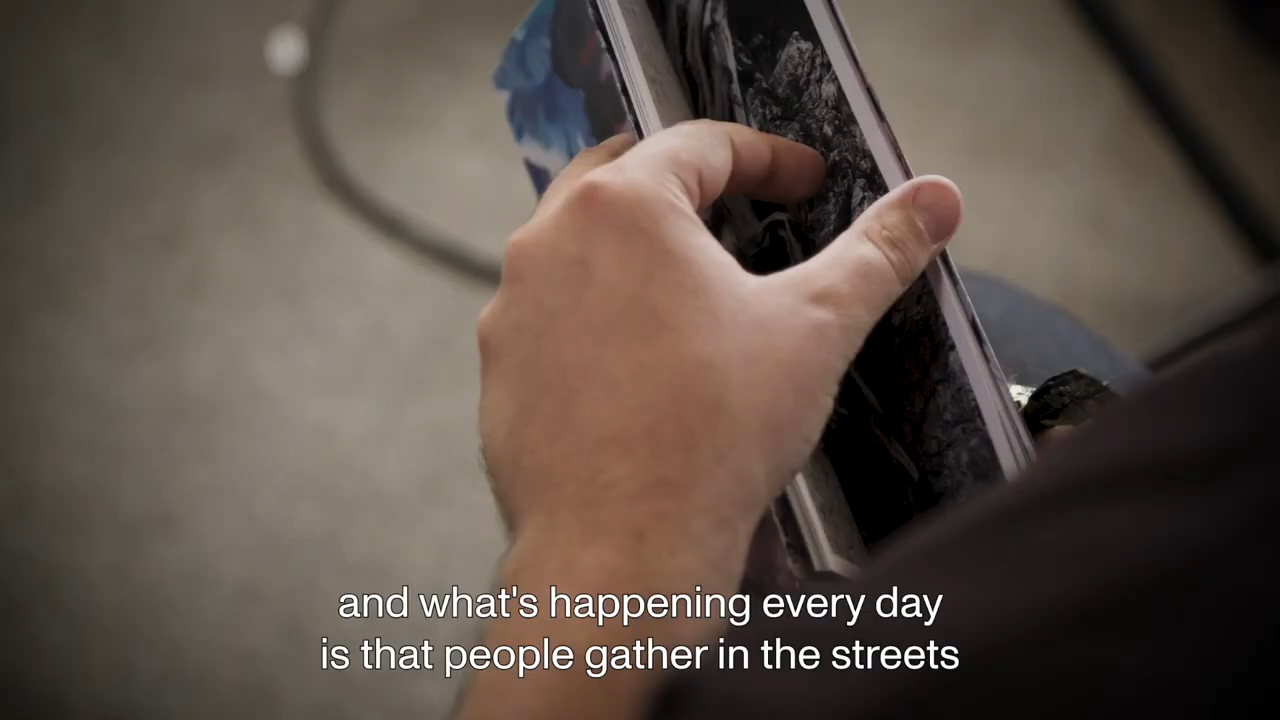 and what's happening every day
is that people gather in the streets